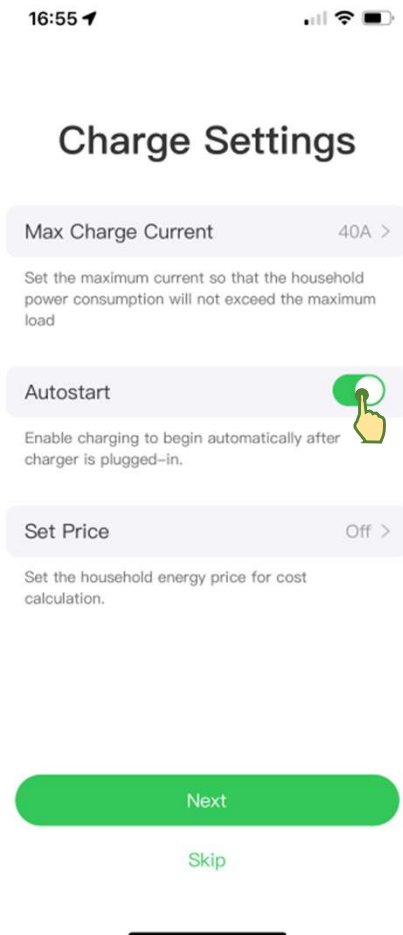 16:55
Charge Settings
Max Charge Current 40A >
Set the maximum current so that the household
power consumption will not exceed the maximum
load
Autostart
Enable charging to begin automatically after
charger is plugged-in.
Set Price Off >
Set the household energy price for cost
calculation.
Next
Skip